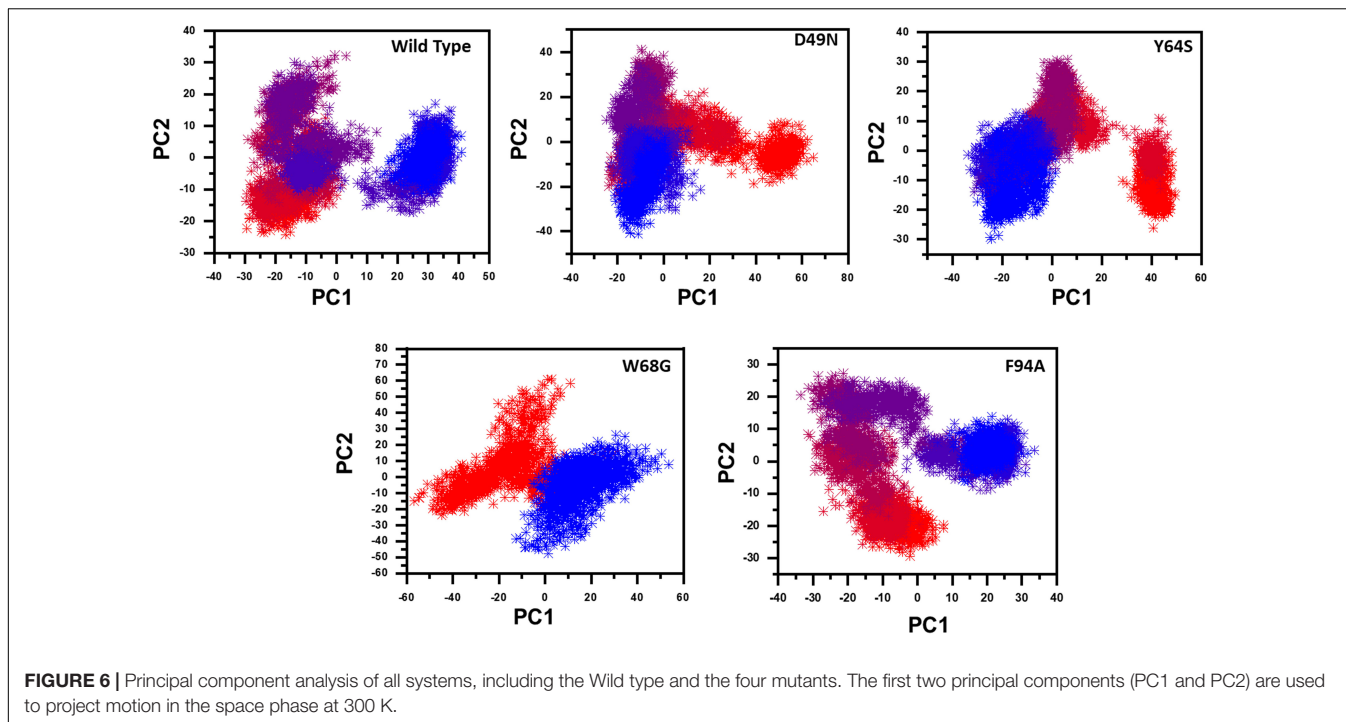 Wild Type
40
30
20
10
0
-10
-20
-30
PC2
-40 -30 -20 -10 0 10 20 30 40 50
PC1
D49N
40
20
0
-20
-40
PC2
-40 -20 0 20 40 60 80
PC1
Y64S
40
30
20
10
0
-10
-20
-30
PC2
-40 -20 0 20 40 60
PC1
W68G
80
70
60
50
40
30
20
10
0
-10
-20
-30
-40
-50
-60
PC2
-60 -40 -20 0 20 40 60
PC1
F94A
30
20
10
0
-10
-20
-30
PC2
-40 -30 -20 -10 0 10 20 30 40
PC1
FIGURE 6 | Principal component analysis of all systems, including the Wild type and the four mutants. The first two principal components (PC1 and PC2) are used
to project motion in the space phase at 300 K.